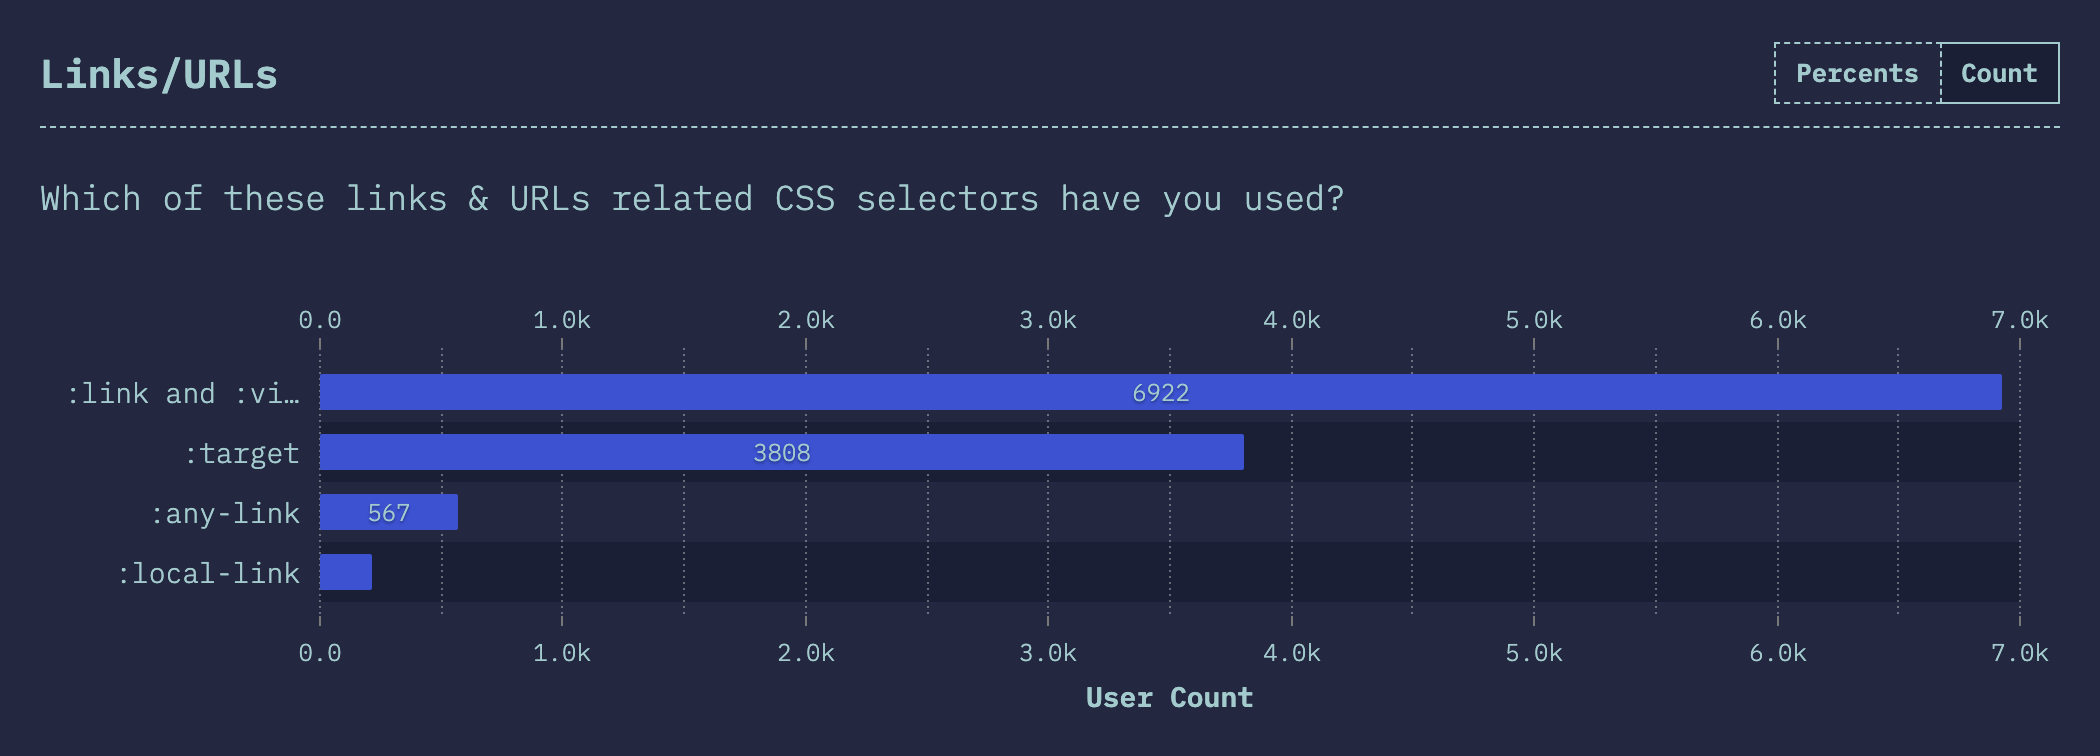 Links/URLs
Percents Count
Which of these links & URLs related CSS selectors have you used?
0.0 1.0k 2.0k 3.0k 4.0k 5.0k 6.0k 7.0k
:link and :vi… 6922
:target 3808
:any-link 567
:local-link
0.0 1.0k 2.0k 3.0k 4.0k 5.0k 6.0k 7.0k
User Count